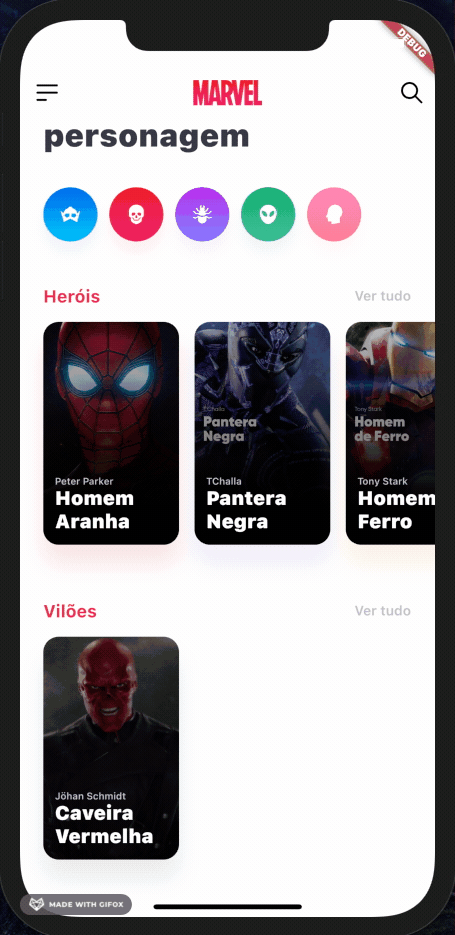 DEBUG
MARVEL
personagem
Heróis
Ver tudo
Peter Parker
Homem
Aranha
TChalla
Pantera
Negra
TChalla
Pantera
Negra
Tony Stark
Homem
de Ferro
Tony Stark
Homem
Ferro
Vilões
Ver tudo
Jöhan Schmidt
Caveira
Vermelha
MADE WITH GIFOX